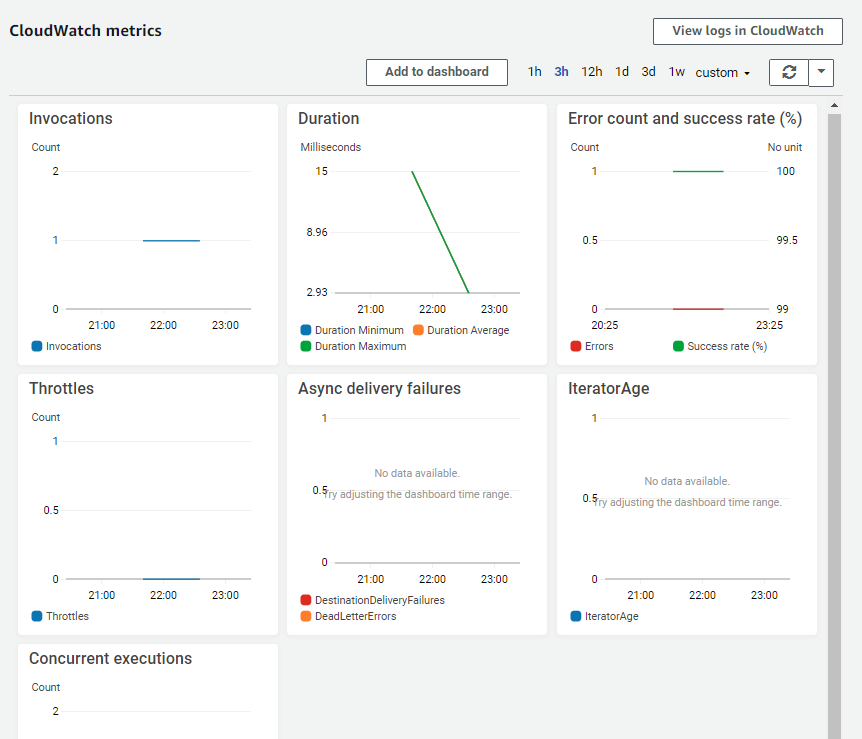 CloudWatch metrics
View logs in CloudWatch
Add to dashboard
1h 3h 12h 1d 3d 1w custom
Invocations
Count
2
1
0
21:00 22:00 23:00
Invocations
Duration
Milliseconds
15
8.96
2.93
21:00 22:00 23:00
Duration Minimum Duration Average
Duration Maximum
Error count and success rate (%)
Count No unit
1 100
0.5 99.5
0 99
20:25 23:25
Errors Success rate (%)
Throttles
Count
1
0.5
0
21:00 22:00 23:00
Throttles
Async delivery failures
1
No data available.
0.5
Try adjusting the dashboard time range.
0
21:00 22:00 23:00
DestinationDeliveryFailures
DeadLetterErrors
IteratorAge
1
No data available.
0.5
Try adjusting the dashboard time range.
0
21:00 22:00 23:00
IteratorAge
Concurrent executions
Count
2